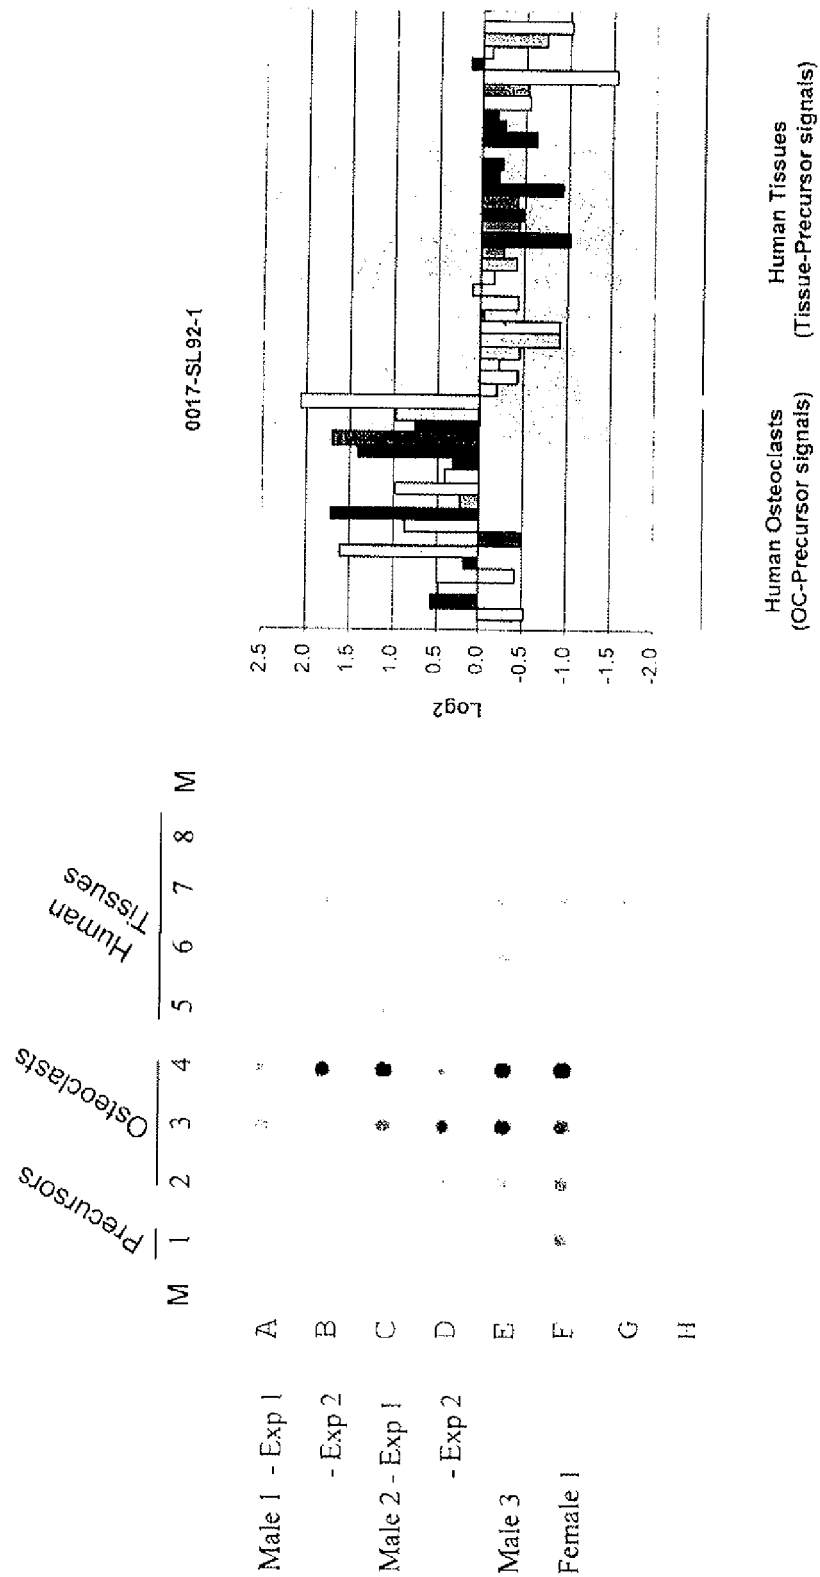 Precursors
Osteoclasts
Human
Tissues
M 1 2 3 4 5 6 7 8 M
Male 1 - Exp 1 A
- Exp 2 B
Male 2 - Exp 1 C
- Exp 2 D
Male 3 E
Female 1 F
G
H
0017-SL92-1
Log2
2.5
2.0
1.5
1.0
0.5
0.0
-0.5
-1.0
-1.5
-2.0
Human Osteoclasts
(OC-Precursor signals)
Human Tissues
(Tissue-Precursor signals)